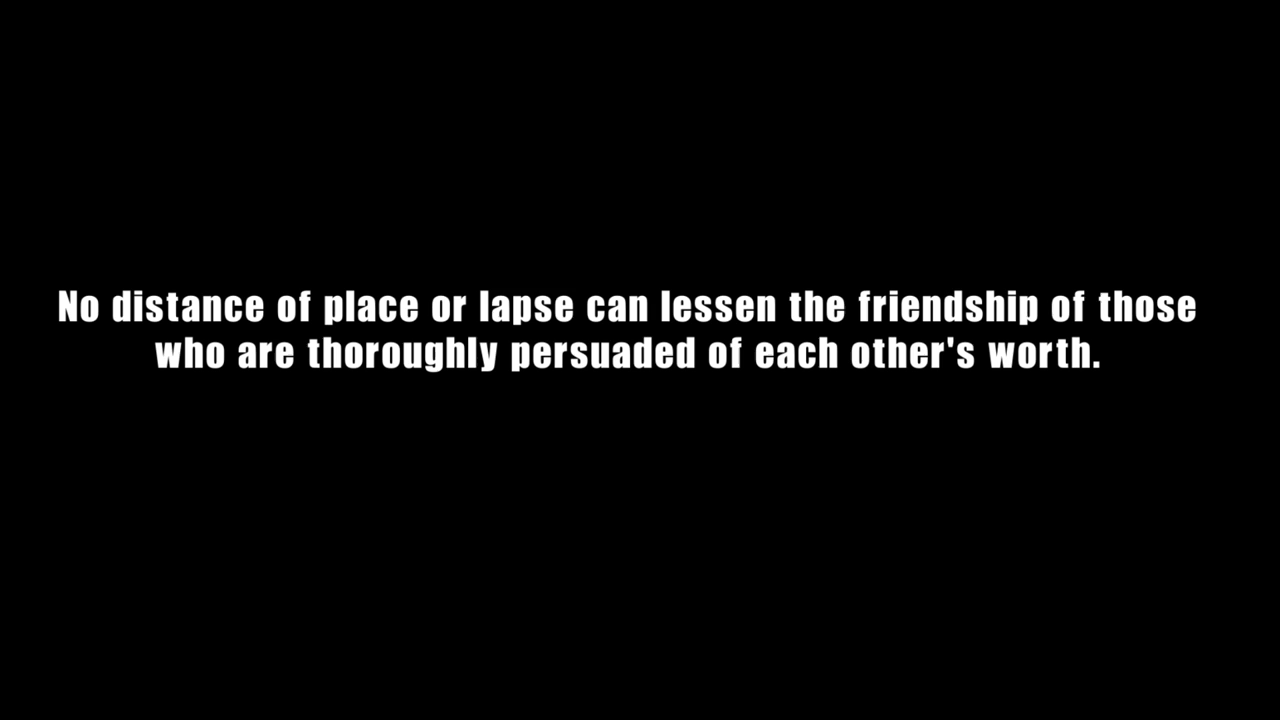 No distance of place or lapse can lessen the friendship of those
who are thoroughly persuaded of each other's worth.